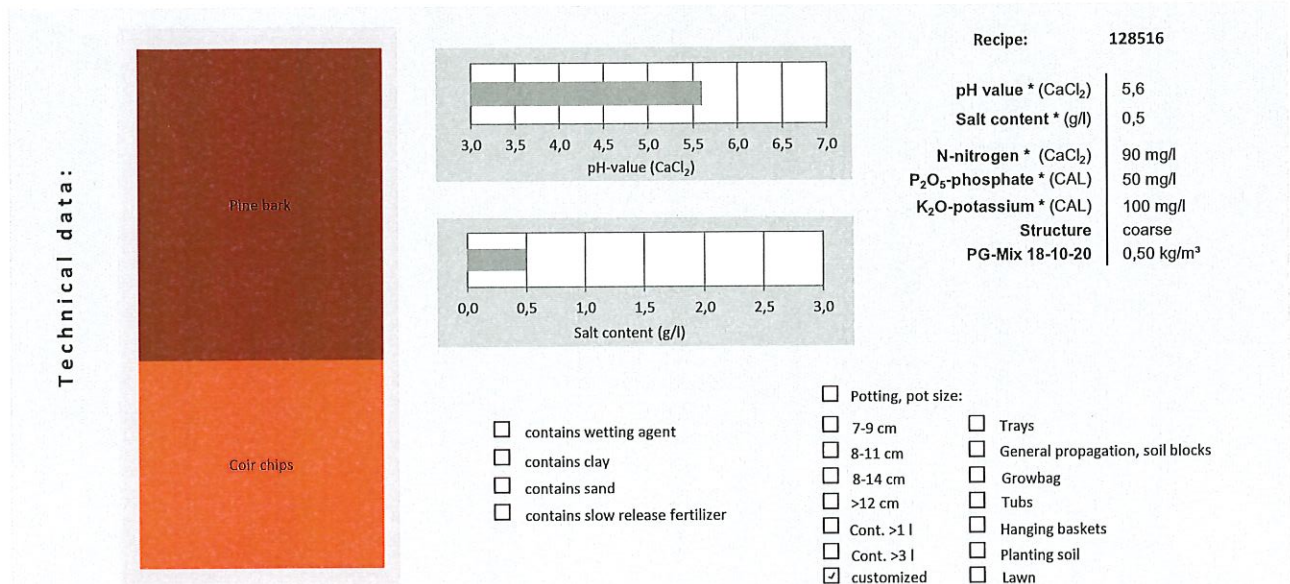 Technical data:
Pine bark
Coir chips
3,0 3,5 4,0 4,5 5,0 5,5 6,0 6,5 7,0
pH-value (CaCl₂)
0,0 0,5 1,0 1,5 2,0 2,5 3,0
Salt content (g/l)
Recipe: 128516
pH value * (CaCl₂) 5,6
Salt content * (g/l) 0,5
N-nitrogen * (CaCl₂) 90 mg/l
P₂O₅-phosphate * (CAL) 50 mg/l
K₂O-potassium * (CAL) 100 mg/l
Structure coarse
PG-Mix 18-10-20 0,50 kg/m³
☐ contains wetting agent
☐ contains clay
☐ contains sand
☐ contains slow release fertilizer
☐ Potting, pot size:
☐ 7-9 cm
☐ 8-11 cm
☐ 8-14 cm
☐ >12 cm
☐ Cont. >1 l
☐ Cont. >3 l
☑ customized
☐ Trays
☐ General propagation, soil blocks
☐ Growbag
☐ Tubs
☐ Hanging baskets
☐ Planting soil
☐ Lawn